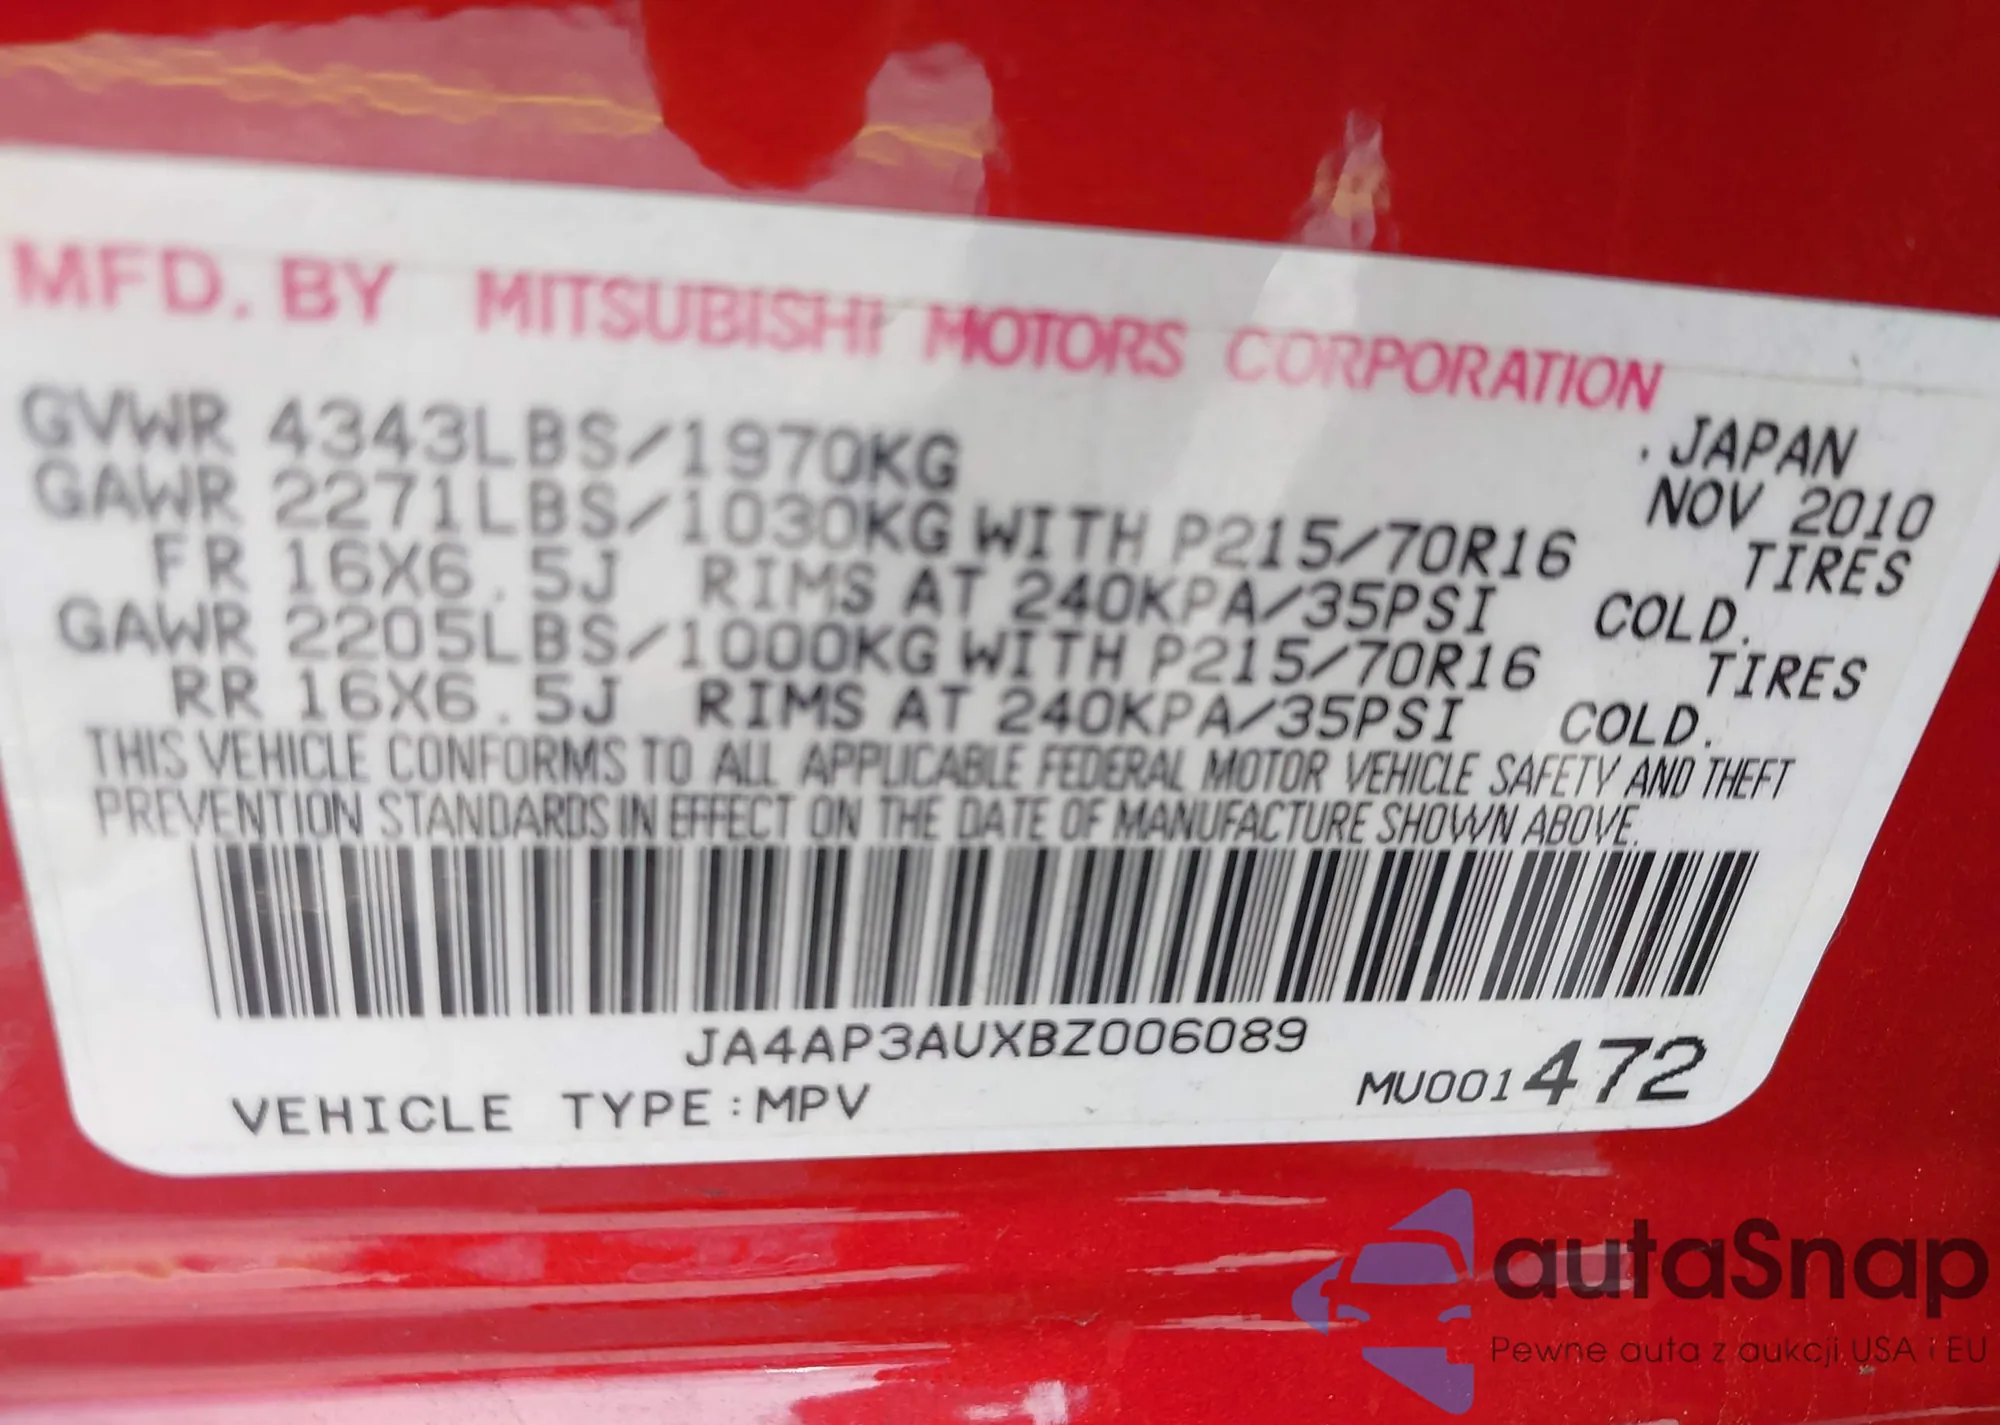 MFD. BY MITSUBISHI MOTORS CORPORATION
GVWR 4343LBS/1970KG . JAPAN
GAWR 2271LBS/1030KG WITH P215/70R16 NOV 2010
FR 16X6.5J RIMS AT 240KPA/35PSI TIRES
COLD.
GAWR 2205LBS/1000KG WITH P215/70R16 TIRES
RR 16X6.5J RIMS AT 240KPA/35PSI COLD.
THIS VEHICLE CONFORMS TO ALL APPLICABLE FEDERAL MOTOR VEHICLE SAFETY AND THEFT
PREVENTION STANDARDS IN EFFECT ON THE DATE OF MANUFACTURE SHOWN ABOVE.
JA4AP3AUXBZ006089
VEHICLE TYPE:MPV MU001472
autaSnap
Pewne auta z aukcji USA i EU